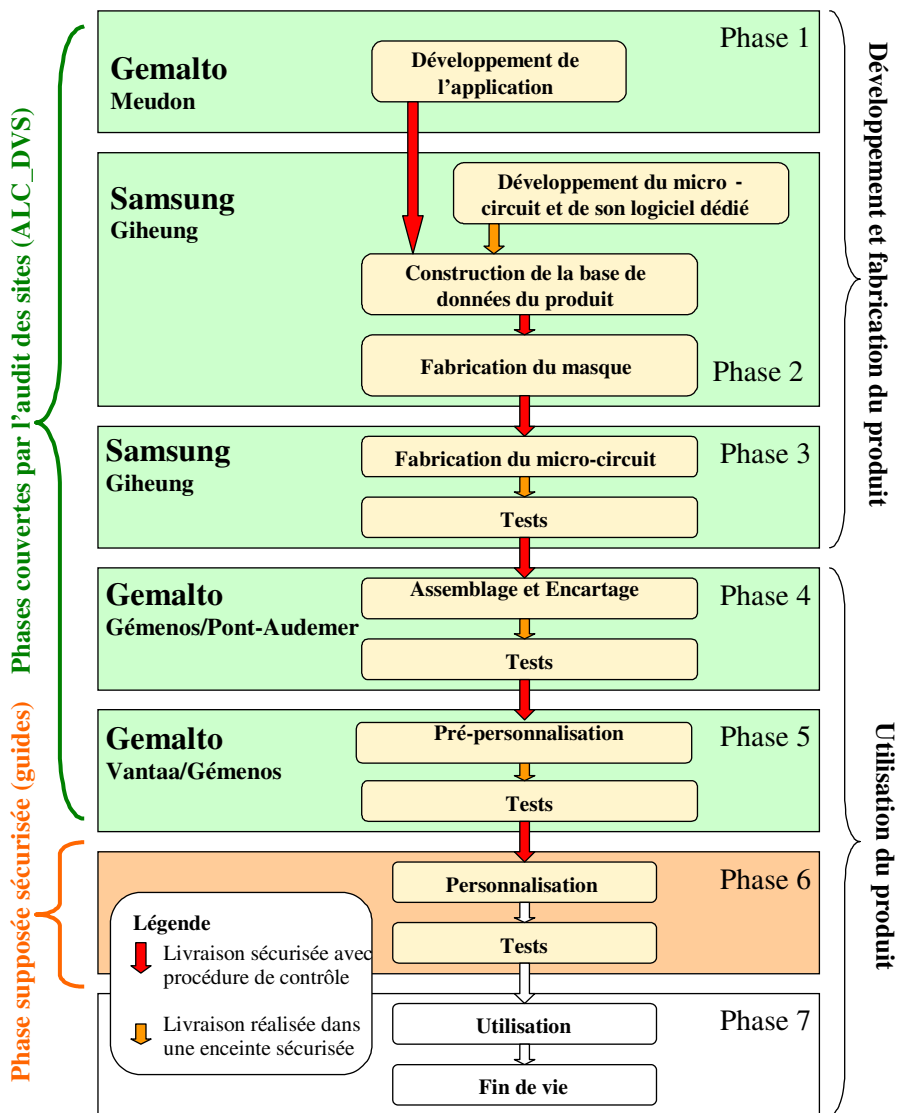 Phase 1
Gemalto
Meudon
Développement de
l’application
Samsung
Giheung
Développement du micro -
circuit et de son logiciel dédié
Construction de la base de
données du produit
Fabrication du masque
Phase 2
Samsung
Giheung
Fabrication du micro-circuit
Phase 3
Tests
Gemalto
Gémenos/Pont-Audemer
Assemblage et Encartage
Phase 4
Tests
Gemalto
Vantaa/Gémenos
Pré-personnalisation
Phase 5
Tests
Personnalisation
Phase 6
Tests
Légende
Livraison sécurisée avec
procédure de contrôle
Livraison réalisée dans
une enceinte sécurisée
Utilisation
Phase 7
Fin de vie
Phases couvertes par l’audit des sites (ALC_DVS)
Phase supposée sécurisée (guides)
Développement et fabrication du produit
Utilisation du produit